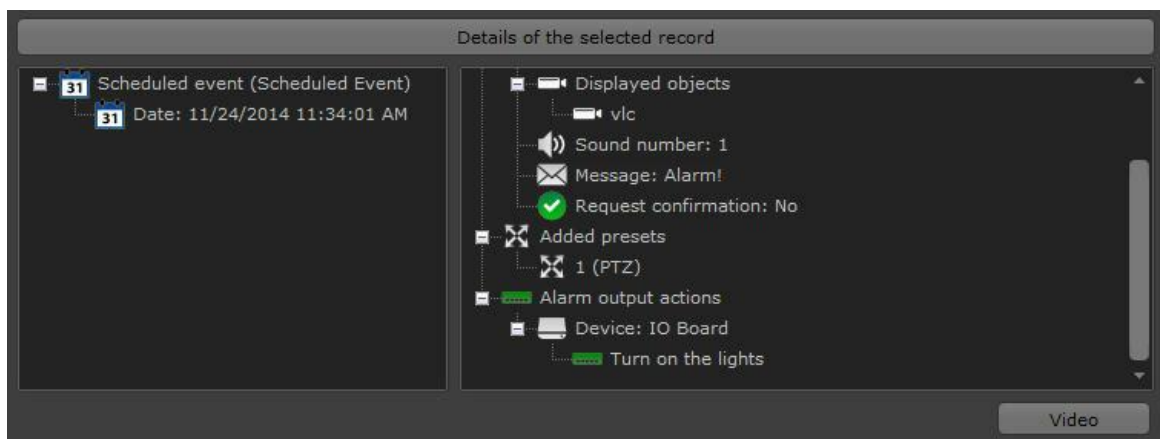 Details of the selected record
31 Scheduled event (Scheduled Event)
31 Date: 11/24/2014 11:34:01 AM
Displayed objects
vlc
Sound number: 1
Message: Alarm!
Request confirmation: No
Added presets
1 (PTZ)
Alarm output actions
Device: IO Board
Turn on the lights
Video